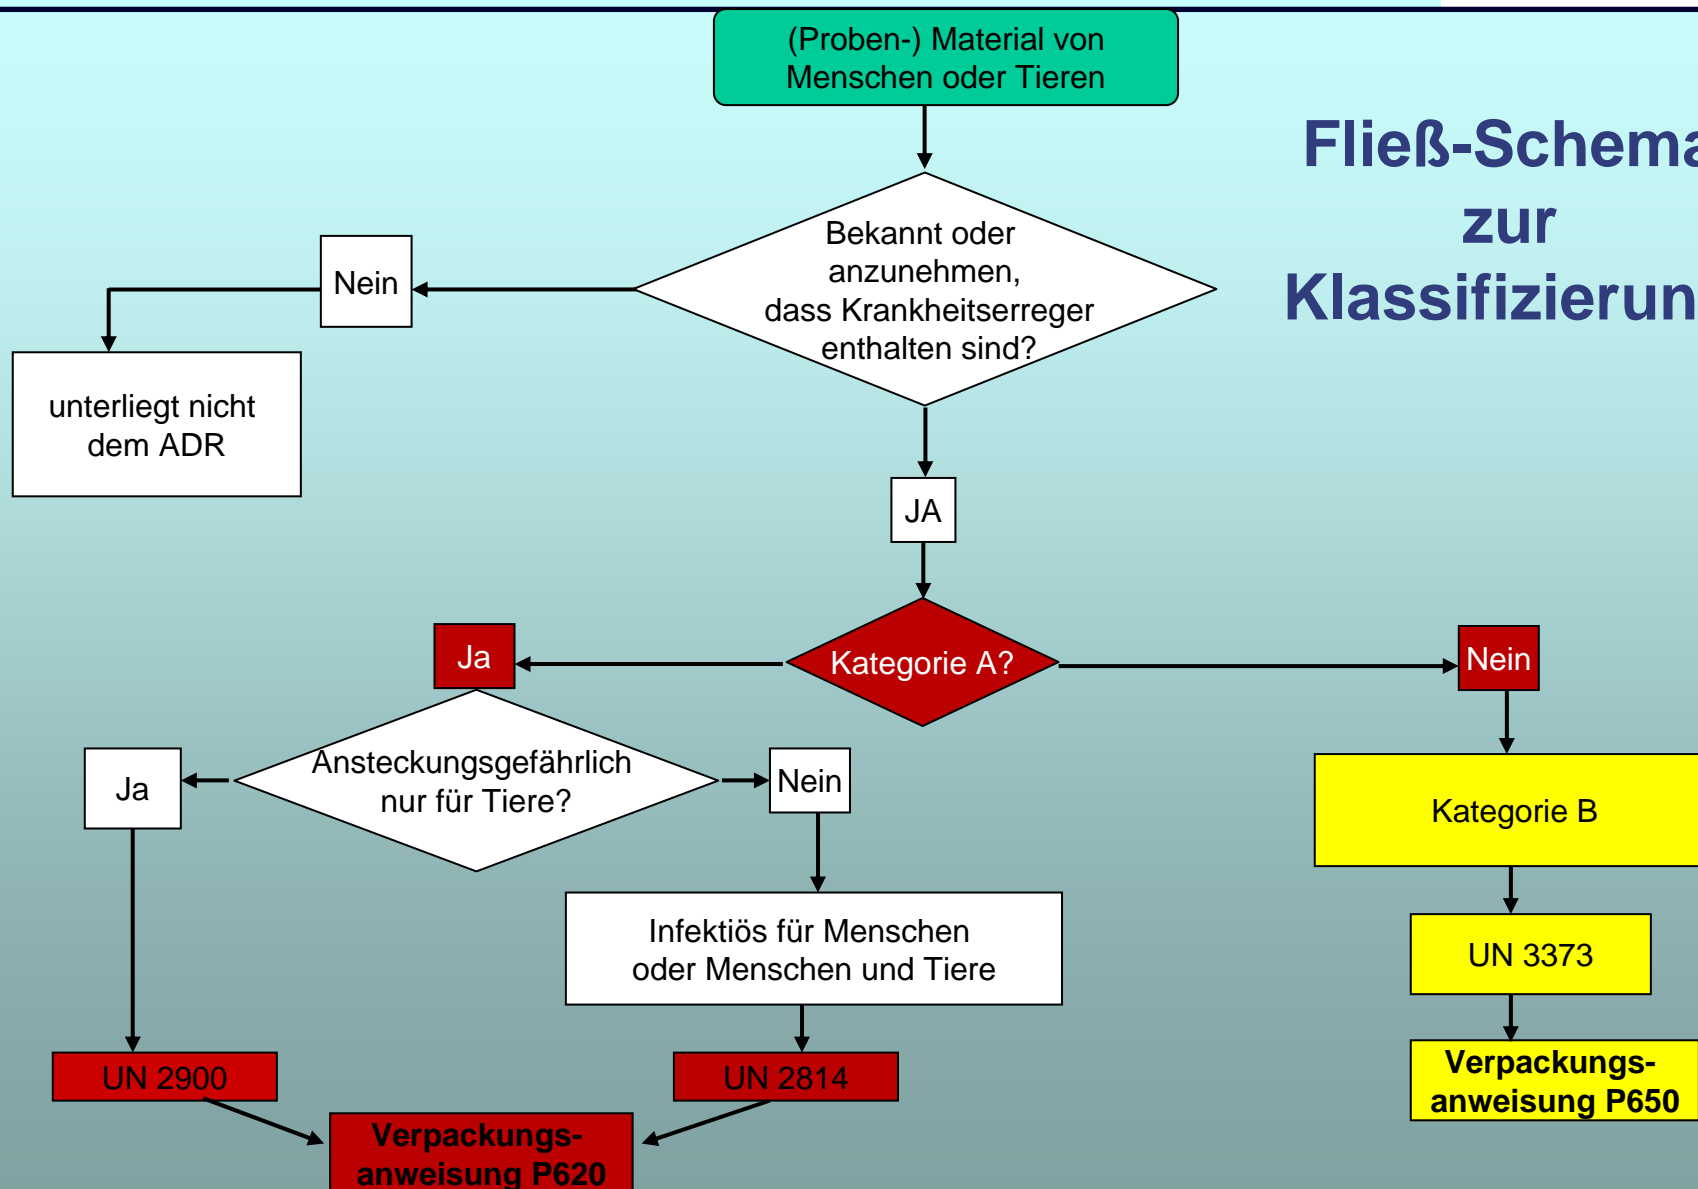 (Proben-) Material von
Menschen oder Tieren
Fließ-Schema
zur
Klassifizierun
Bekannt oder
anzunehmen,
dass Krankheitserreger
enthalten sind?
Nein
unterliegt nicht
dem ADR
JA
Kategorie A?
Ja
Nein
Ansteckungsgefährlich
nur für Tiere?
Ja
Nein
Kategorie B
Infektiös für Menschen
oder Menschen und Tiere
UN 3373
UN 2900
UN 2814
Verpackungs-
anweisung P650
Verpackungs-
anweisung P620